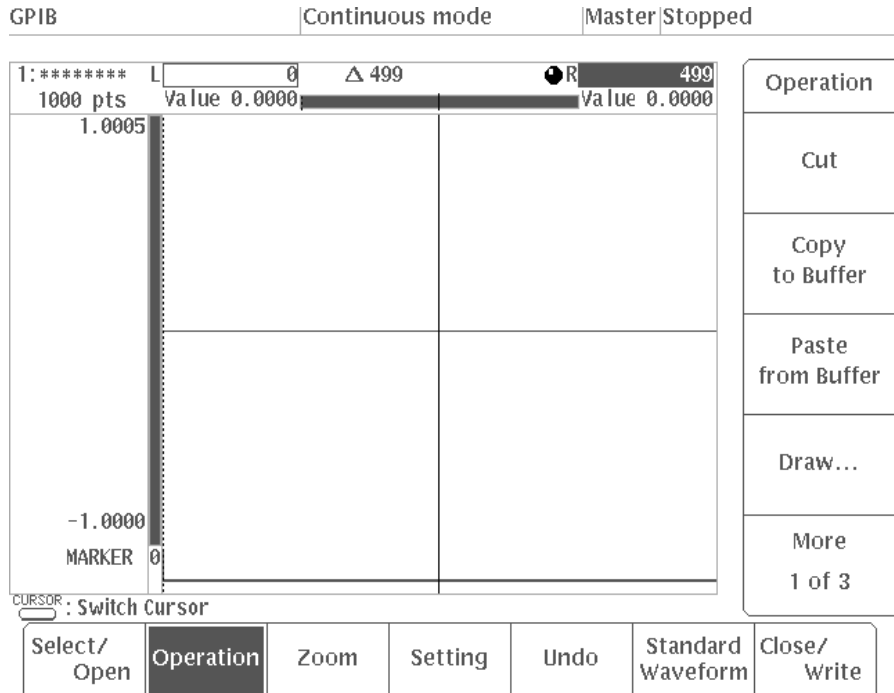 GPIB Continuous mode Master Stopped
1:******** L 0 Δ 499 R 499
1000 pts Value 0.0000 Value 0.0000
1.0005
-1.0000
MARKER 0
CURSOR : Switch Cursor
Operation
Cut
Copy
to Buffer
Paste
from Buffer
Draw...
More
1 of 3
Select/
Open
Operation
Zoom
Setting
Undo
Standard
Waveform
Close/
Write